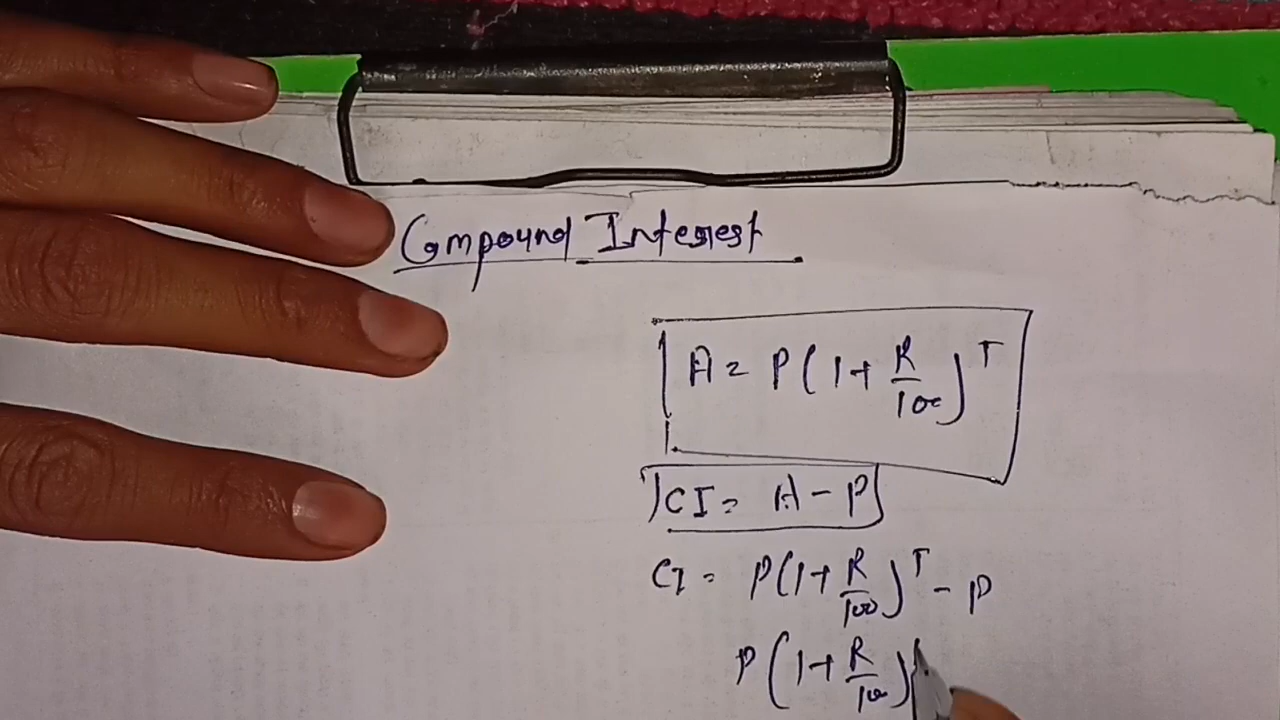 Compound Interest
A = P(1+R/100)^T
CI = A - P
CI = P(1+R/100)^T - P
P(1+R/100)